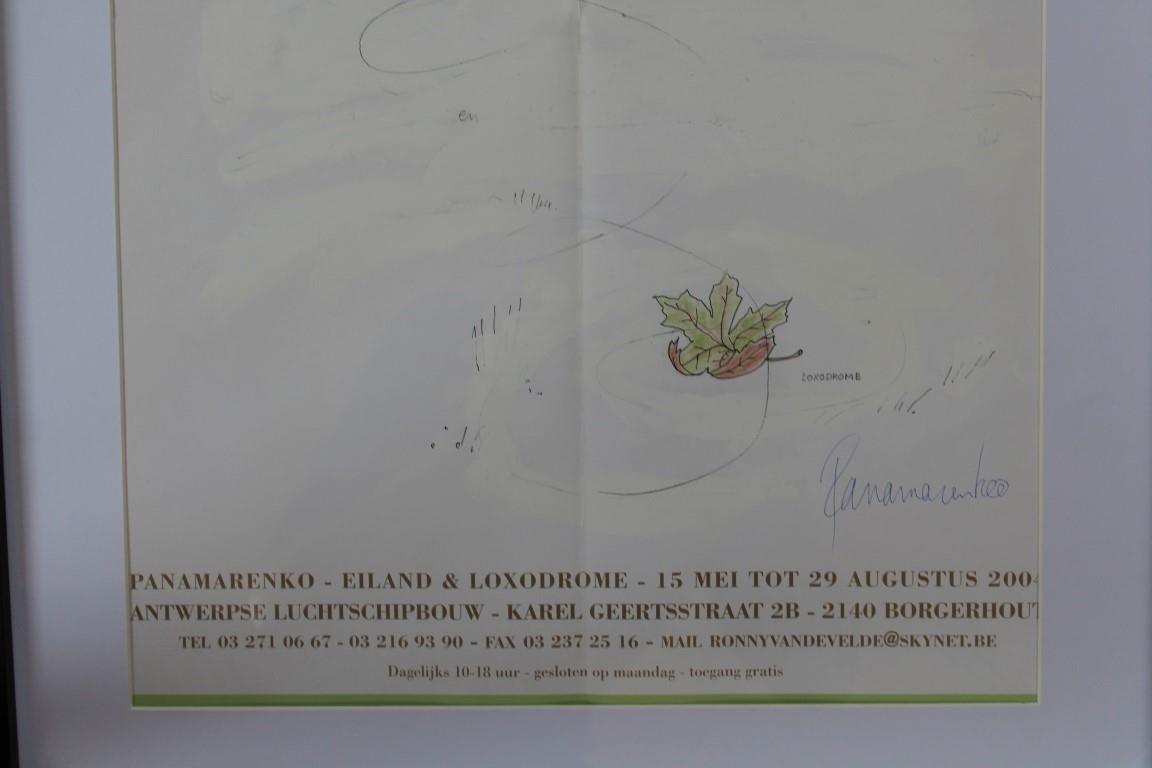 en
LOXODROME
Panamarenko
PANAMARENKO - EILAND & LOXODROME - 15 MEI TOT 29 AUGUSTUS 2004
ANTWERPSE LUCHTSCHIPBOUW - KAREL GEERTSSTRAAT 2B - 2140 BORGERHOUT
TEL 03 271 06 67 - 03 216 93 90 - FAX 03 237 25 16 - MAIL RONNYVANDEVELDE@SKYNET.BE
Dagelijks 10-18 uur - gesloten op maandag - toegang gratis